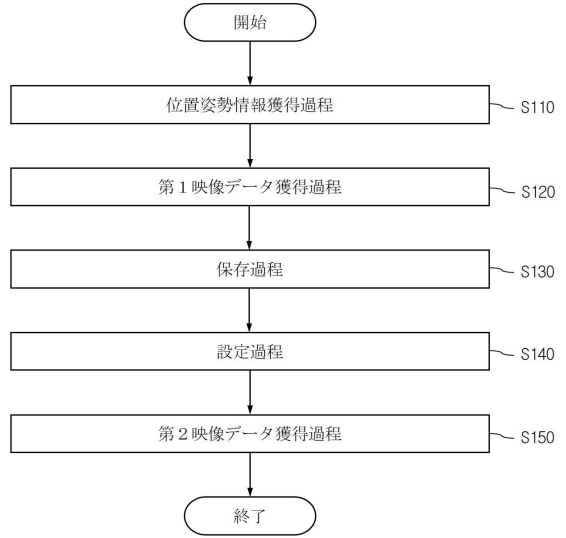 開始
位置姿勢情報獲得過程
S110
第1映像データ獲得過程
S120
保存過程
S130
設定過程
S140
第2映像データ獲得過程
S150
終了